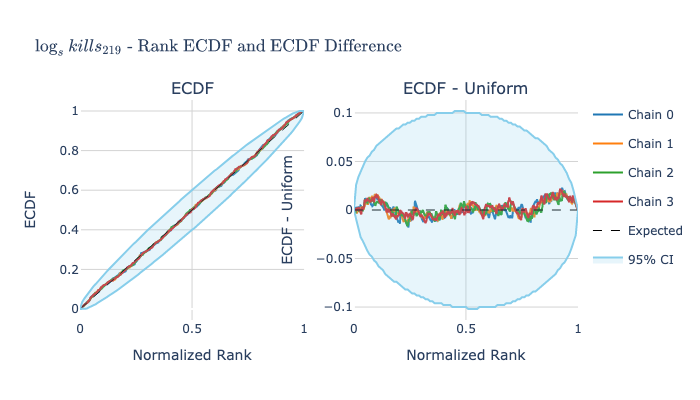 log_s kills_219 - Rank ECDF and ECDF Difference
ECDF
ECDF - Uniform
ECDF
1
0.8
0.6
0.4
0.2
0
0
0.5
1
Normalized Rank
ECDF - Uniform
0.1
0.05
0
−0.05
−0.1
0
0.5
1
Normalized Rank
Chain 0
Chain 1
Chain 2
Chain 3
Expected
95% CI